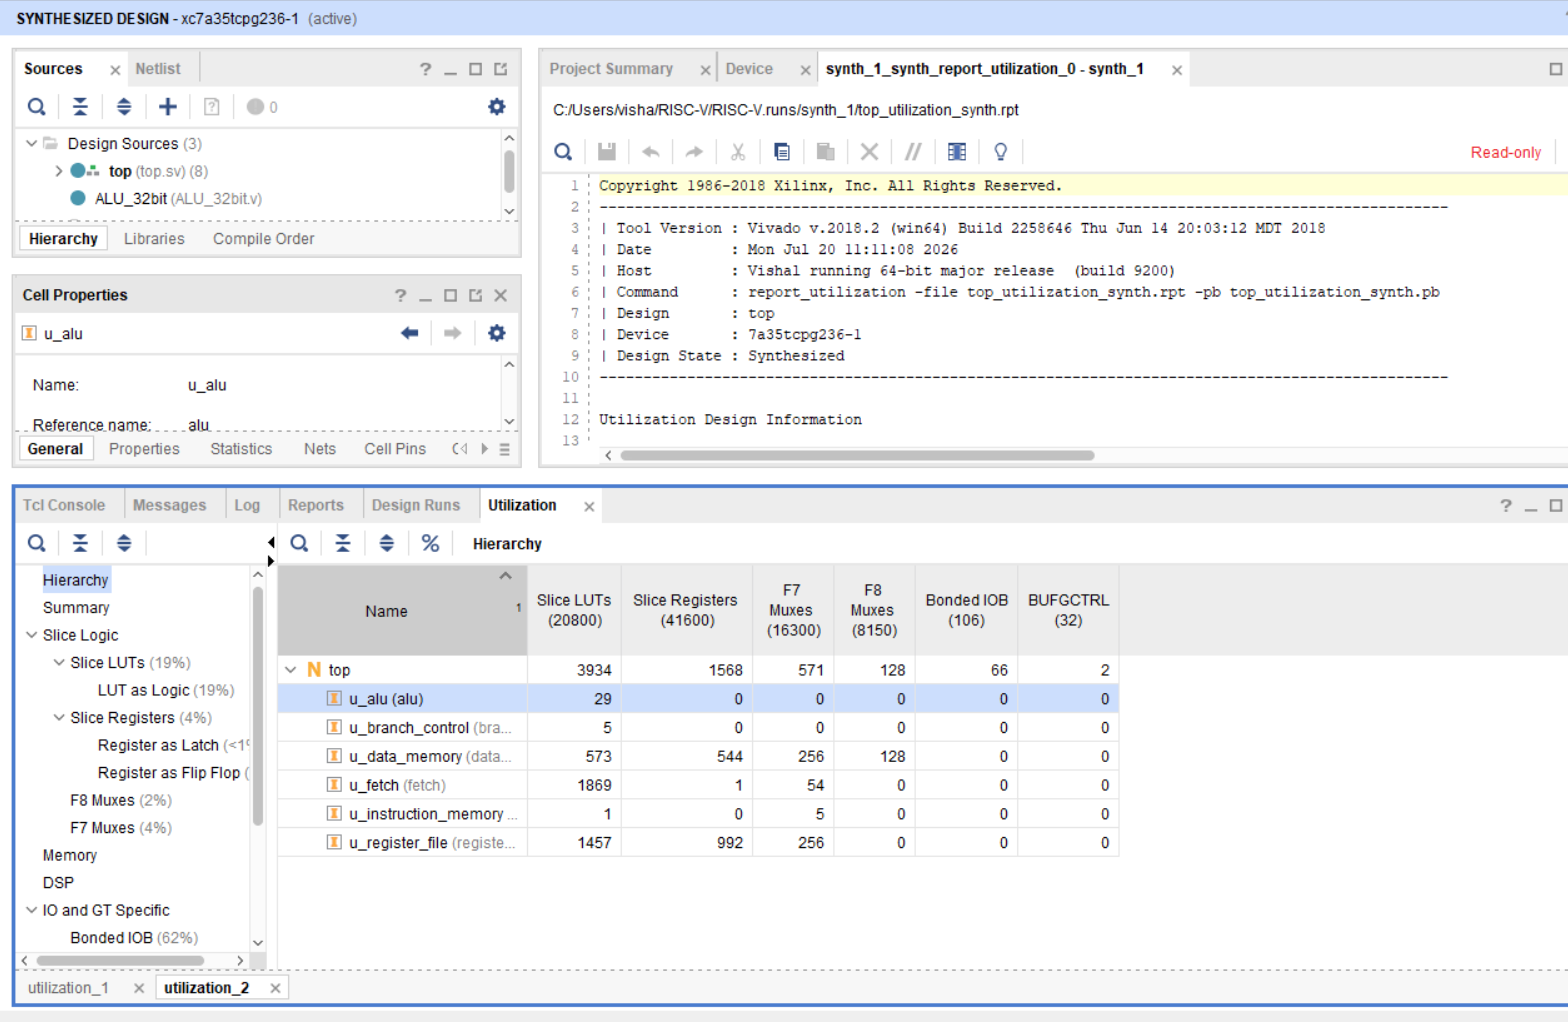 SYNTHESIZED DESIGN - xc7a35tcpg236-1 (active)
Sources
Netlist
0
Design Sources (3)
top (top.sv) (8)
ALU_32bit (ALU_32bit.v)
Hierarchy Libraries Compile Order
Cell Properties
u_alu
Name: u_alu
Reference name: alu
General Properties Statistics Nets Cell Pins
Project Summary Device synth_1_synth_report_utilization_0 - synth_1
C:/Users/visha/RISC-V/RISC-V.runs/synth_1/top_utilization_synth.rpt
Read-only
1 Copyright 1986-2018 Xilinx, Inc. All Rights Reserved.
2 ---------------------------------------------------------------------------------------------
3 | Tool Version : Vivado v.2018.2 (win64) Build 2258646 Thu Jun 14 20:03:12 MDT 2018
4 | Date : Mon Jul 20 11:11:08 2026
5 | Host : Vishal running 64-bit major release (build 9200)
6 | Command : report_utilization -file top_utilization_synth.rpt -pb top_utilization_synth.pb
7 | Design : top
8 | Device : 7a35tcpg236-1
9 | Design State : Synthesized
10 ---------------------------------------------------------------------------------------------
11
12 Utilization Design Information
13
Tcl Console Messages Log Reports Design Runs Utilization
Hierarchy
Summary
Slice Logic
Slice LUTs (19%)
LUT as Logic (19%)
Slice Registers (4%)
Register as Latch (<1%
Register as Flip Flop (
F8 Muxes (2%)
F7 Muxes (4%)
Memory
DSP
IO and GT Specific
Bonded IOB (62%)
% Hierarchy
Name 1 Slice LUTs (20800) Slice Registers (41600) F7 Muxes (16300) F8 Muxes (8150) Bonded IOB (106) BUFGCTRL (32)
N top 3934 1568 571 128 66 2
u_alu (alu) 29 0 0 0 0 0
u_branch_control (bra... 5 0 0 0 0 0
u_data_memory (data... 573 544 256 128 0 0
u_fetch (fetch) 1869 1 54 0 0 0
u_instruction_memory ... 1 0 5 0 0 0
u_register_file (registe... 1457 992 256 0 0 0
utilization_1 utilization_2